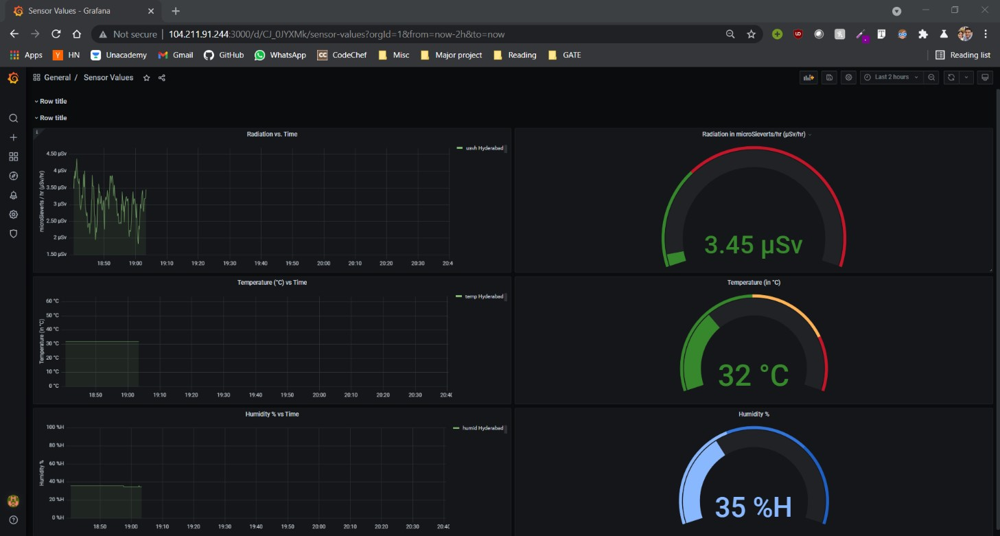 Sensor Values - Grafana
Not secure | 104.211.91.244:3000/d/CJ_0JYXMk/sensor-values?orgId=1&from=now-2h&to=now
Apps HN Unacademy Gmail GitHub WhatsApp CC CodeChef Misc Major project Reading GATE Reading list
General / Sensor Values
Last 2 hours
Row title
Row title
Radiation vs. Time
usvh Hyderabad
microSieverts / hr (µSv/hr)
4.50 µSv
4 µSv
3.50 µSv
3 µSv
2.50 µSv
2 µSv
1.50 µSv
18:50 19:00 19:10 19:20 19:30 19:40 19:50 20:00 20:10 20:20 20:30 20:4
Radiation in microSieverts/hr (µSv/hr)
3.45 µSv
Temperature (°C) vs Time
temp Hyderabad
Temperature (in °C)
60 °C
50 °C
40 °C
30 °C
20 °C
10 °C
0 °C
18:50 19:00 19:10 19:20 19:30 19:40 19:50 20:00 20:10 20:20 20:30 20:40
Temperature (in °C)
32 °C
Humidity % vs Time
humid Hyderabad
Humidity %
100 %H
80 %H
60 %H
40 %H
20 %H
0 %H
18:50 19:00 19:10 19:20 19:30 19:40 19:50 20:00 20:10 20:20 20:30 20:40
Humidity %
35 %H